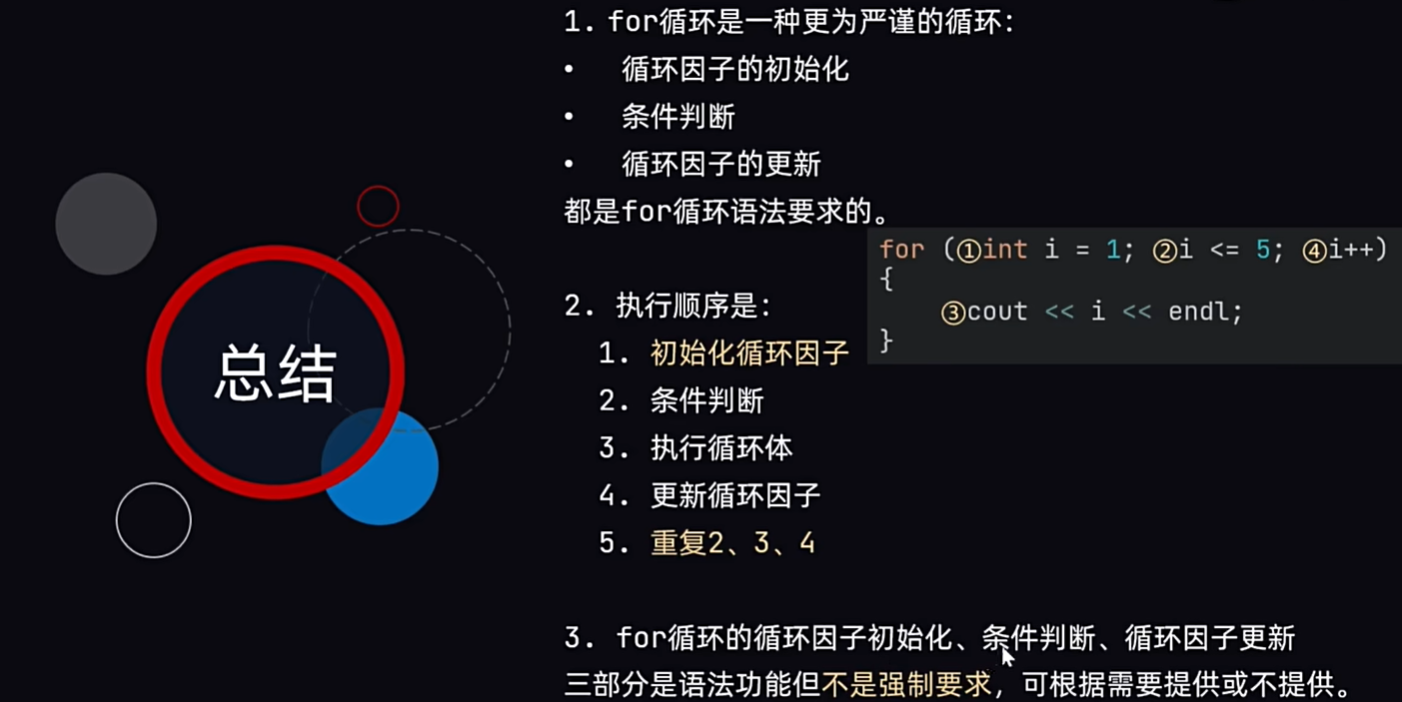 总结
1. for循环是一种更为严谨的循环:
• 循环因子的初始化
• 条件判断
• 循环因子的更新
都是for循环语法要求的。
2. 执行顺序是:
1. 初始化循环因子
2. 条件判断
3. 执行循环体
4. 更新循环因子
5. 重复2、3、4
for (①int i = 1; ②i <= 5; ④i++)
{
③cout << i << endl;
}
3. for循环的循环因子初始化、条件判断、循环因子更新
三部分是语法功能但不是强制要求，可根据需要提供或不提供。